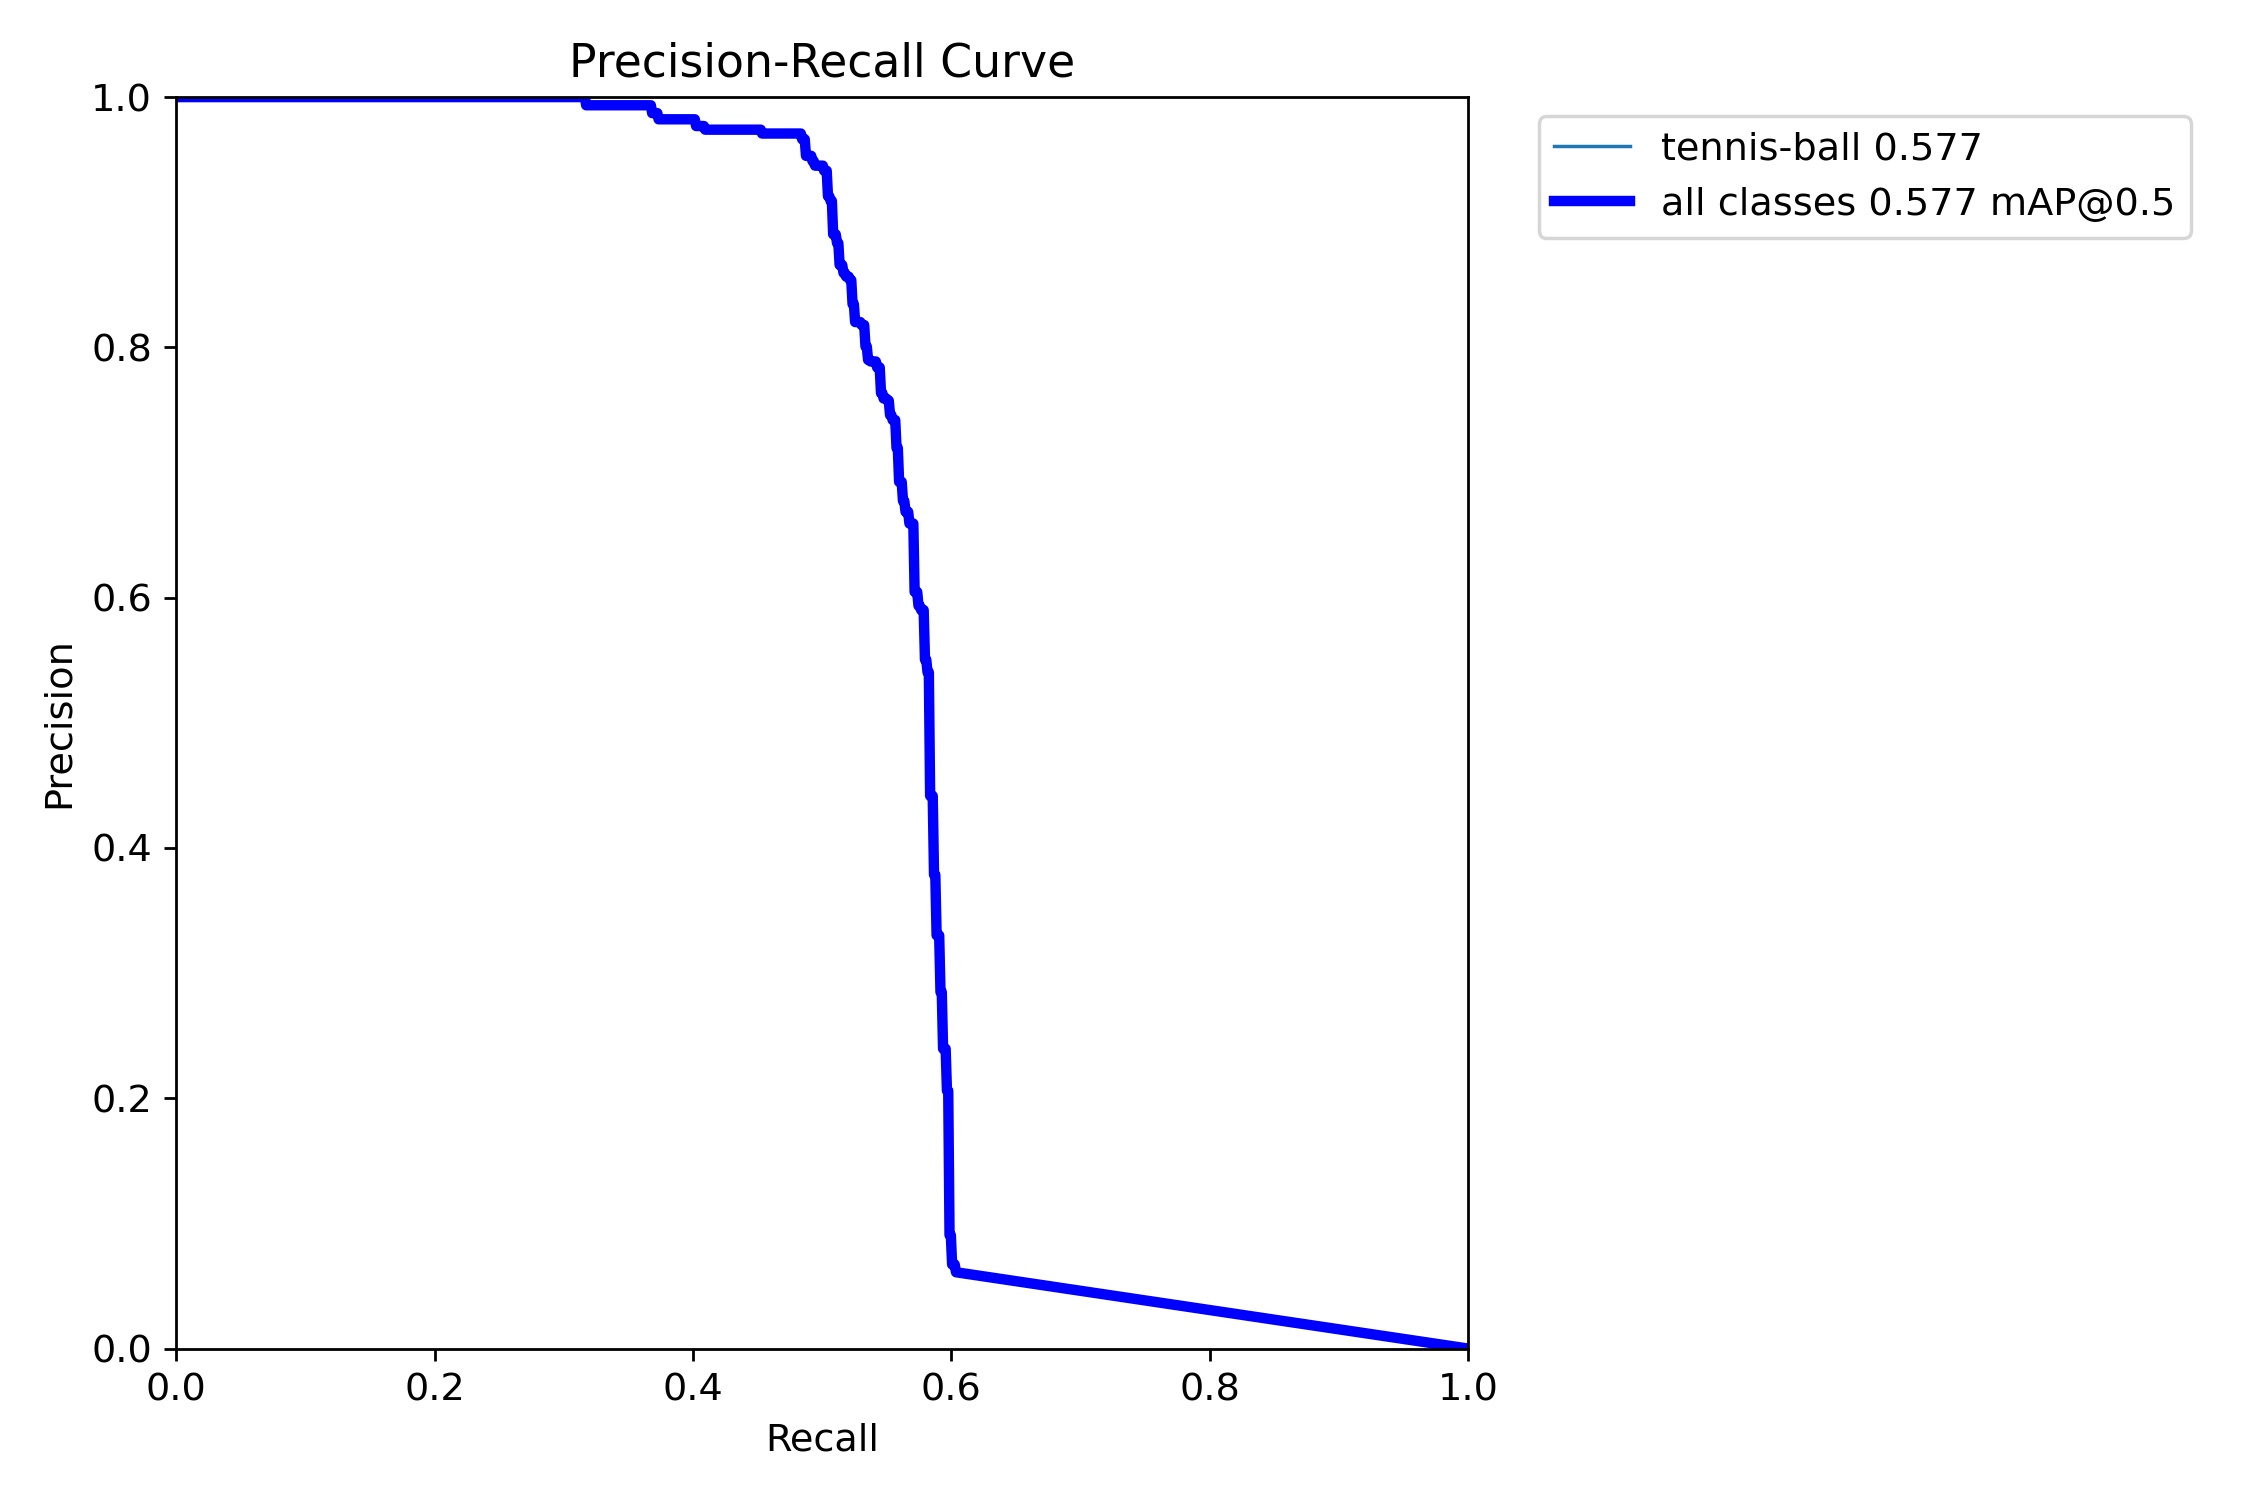 Precision-Recall Curve
1.0
0.8
0.6
0.4
0.2
0.0
Precision
0.0 0.2 0.4 0.6 0.8 1.0
Recall
tennis-ball 0.577
all classes 0.577 mAP@0.5